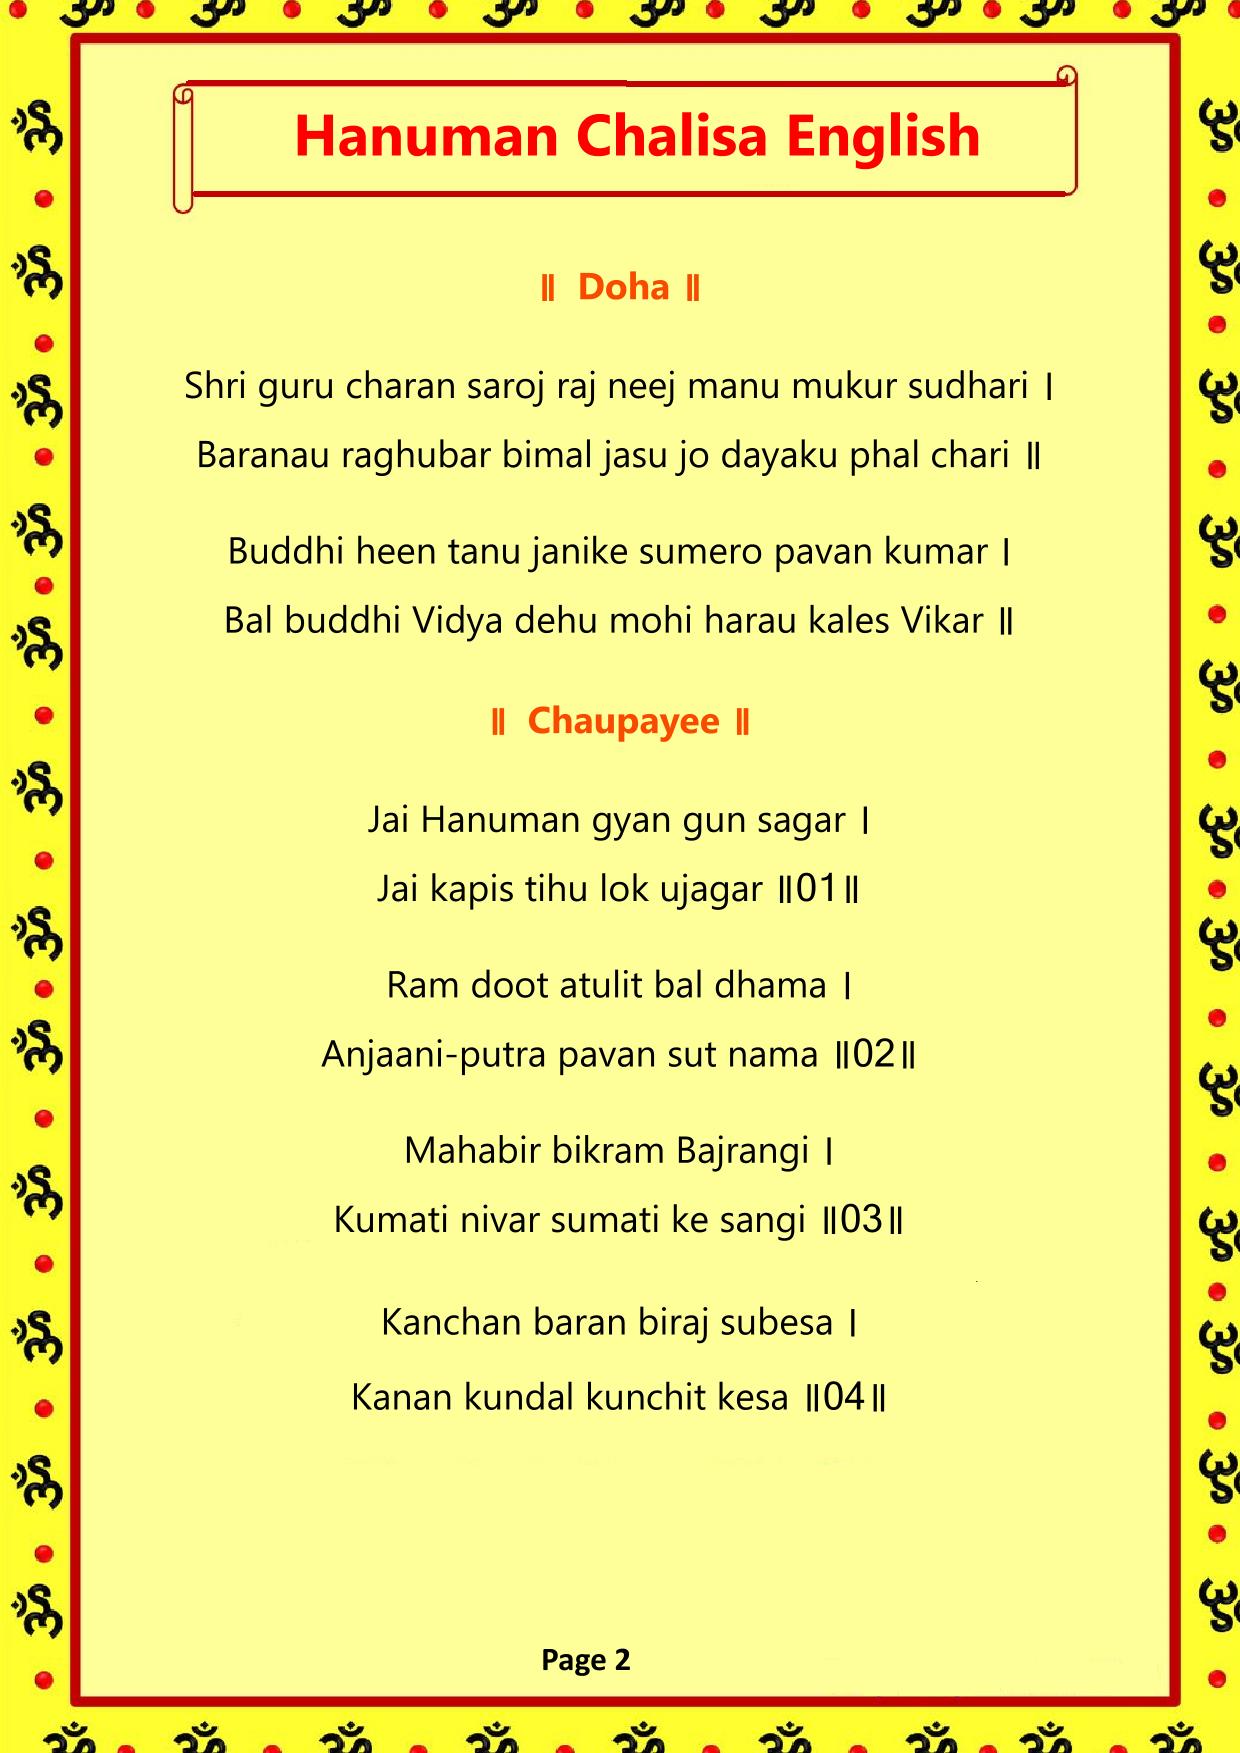 Hanuman Chalisa English
॥ Doha ॥
Shri guru charan saroj raj neej manu mukur sudhari ।
Baranau raghubar bimal jasu jo dayaku phal chari ॥
Buddhi heen tanu janike sumero pavan kumar ।
Bal buddhi Vidya dehu mohi harau kales Vikar ॥
॥ Chaupayee ॥
Jai Hanuman gyan gun sagar ।
Jai kapis tihu lok ujagar ॥01॥
Ram doot atulit bal dhama ।
Anjaani-putra pavan sut nama ॥02॥
Mahabir bikram Bajrangi ।
Kumati nivar sumati ke sangi ॥03॥
Kanchan baran biraj subesa ।
Kanan kundal kunchit kesa ॥04॥
Page 2